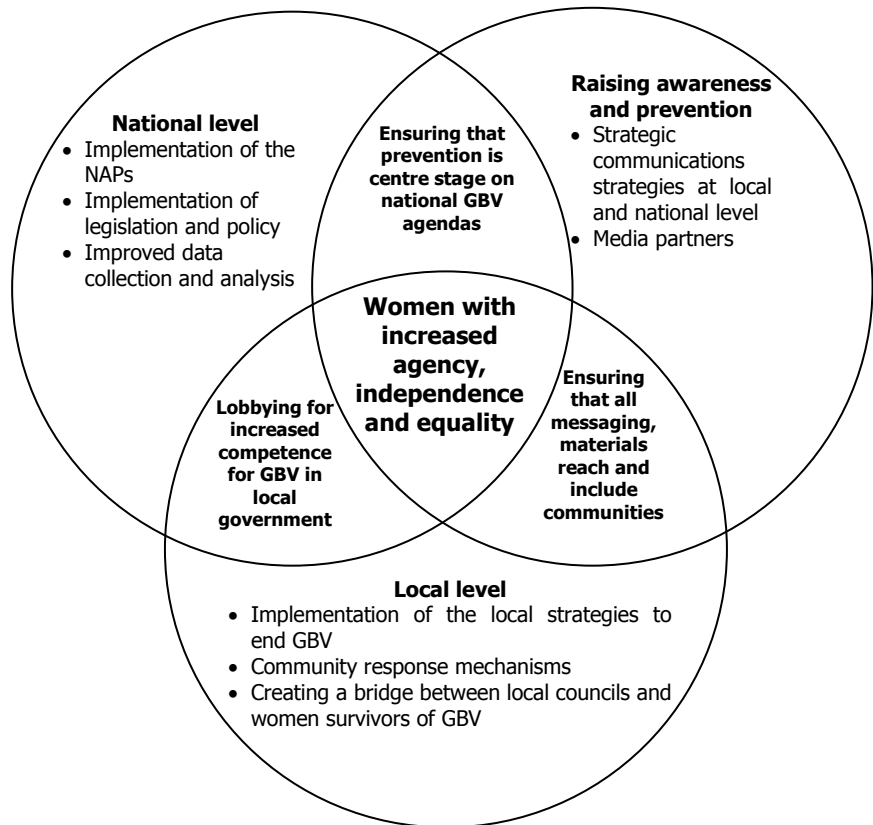 National level
• Implementation of the
NAPs
• Implementation of
legislation and policy
• Improved data
collection and analysis
Ensuring that
prevention is
centre stage on
national GBV
agendas
Raising awareness
and prevention
• Strategic
communications
strategies at local
and national level
• Media partners
Women with
increased
agency,
independence
and equality
Lobbying for
increased
competence
for GBV in
local
government
Ensuring
that all
messaging,
materials
reach and
include
communities
Local level
• Implementation of the local strategies to
end GBV
• Community response mechanisms
• Creating a bridge between local councils and
women survivors of GBV